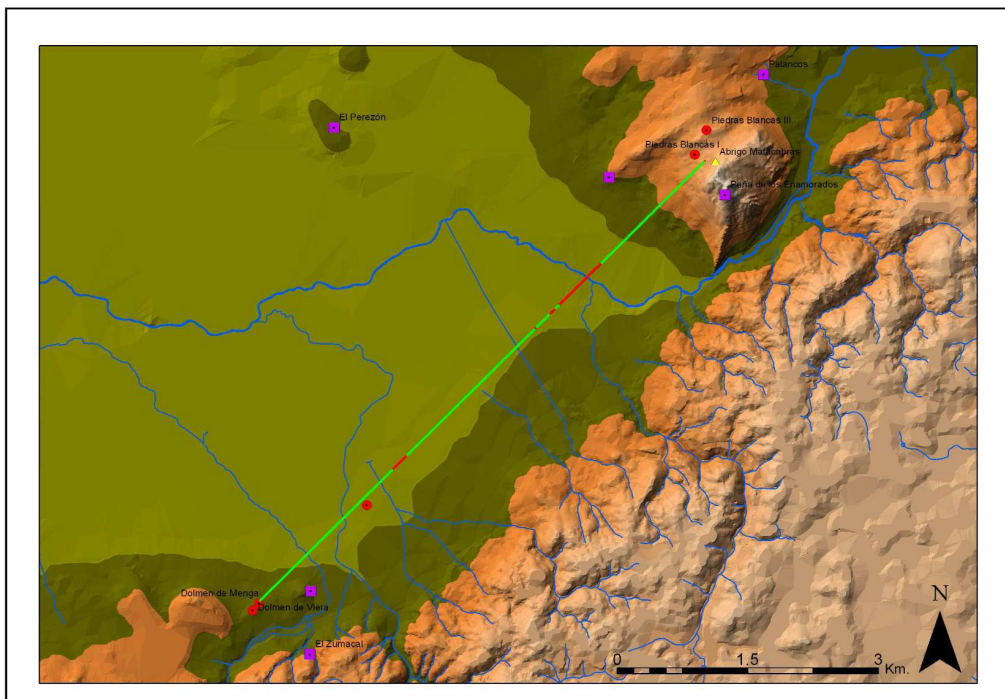 Palancos
El Perezón
Piedras Blancas III
Piedras Blancas I
Abrigo Matacabras
Peña de los Enamorados
Dolmen de Menga
Dolmen de Viera
El Zumacal
N
0 1.5 3
Km.